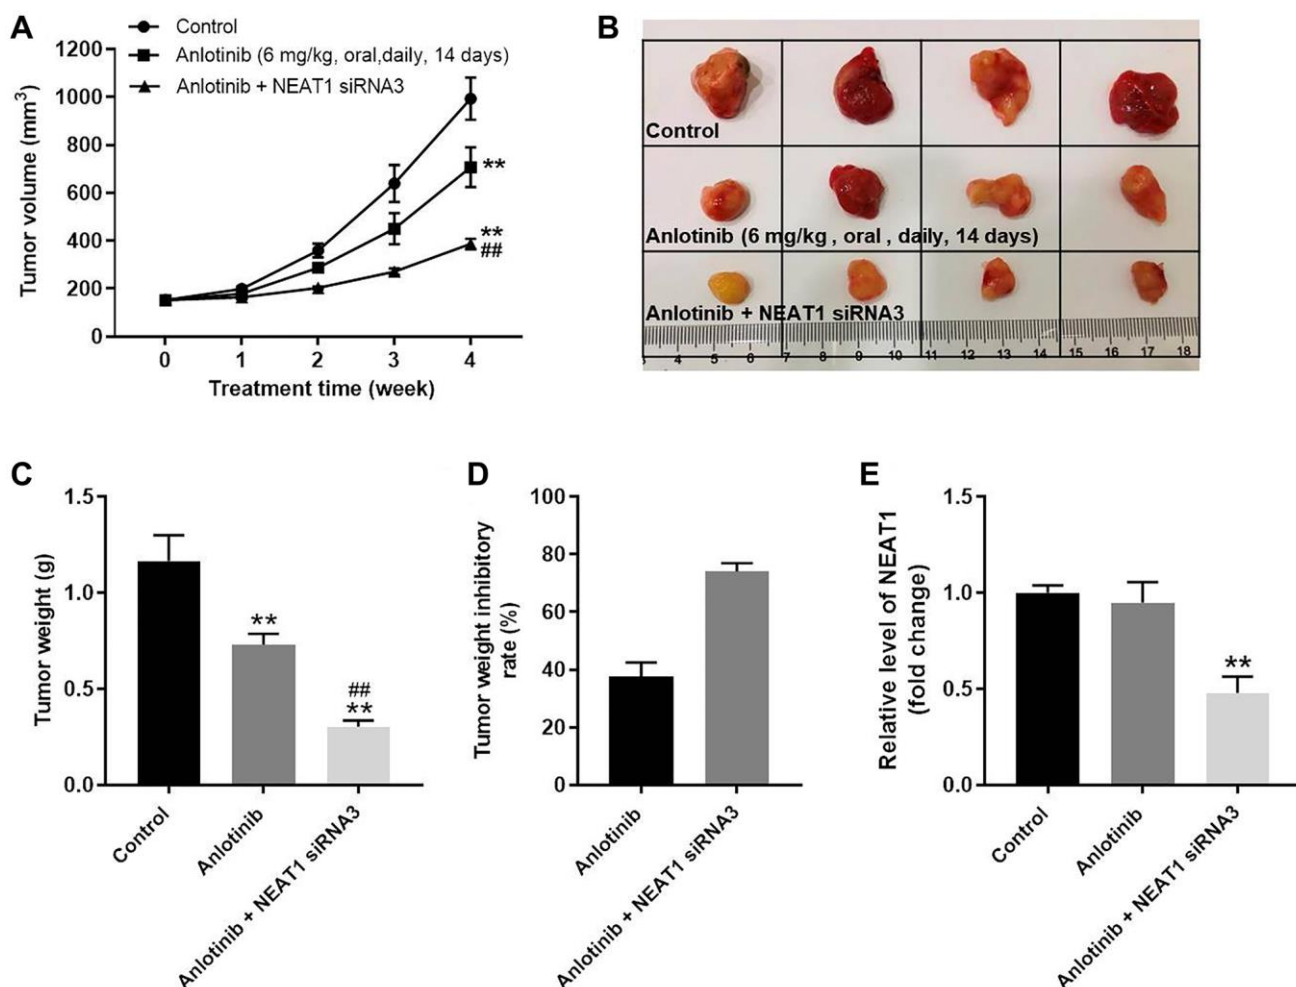 A
Control
Anlotinib (6 mg/kg, oral,daily, 14 days)
Anlotinib + NEAT1 siRNA3
1200
1000
800
600
400
200
0
Tumor volume (mm³)
**
**
##
0 1 2 3 4
Treatment time (week)
B
Control
Anlotinib (6 mg/kg , oral , daily, 14 days)
Anlotinib + NEAT1 siRNA3
4 5 6 7 8 9 10 11 12 13 14 15 16 17 18
C
1.5
1.0
0.5
0.0
Tumor weight (g)
**
##
**
Control
Anlotinib
Anlotinib + NEAT1 siRNA3
D
100
80
60
40
20
0
Tumor weight inhibitory
rate (%)
Anlotinib
Anlotinib + NEAT1 siRNA3
E
1.5
1.0
0.5
0.0
Relative level of NEAT1
(fold change)
**
Control
Anlotinib
Anlotinib + NEAT1 siRNA3